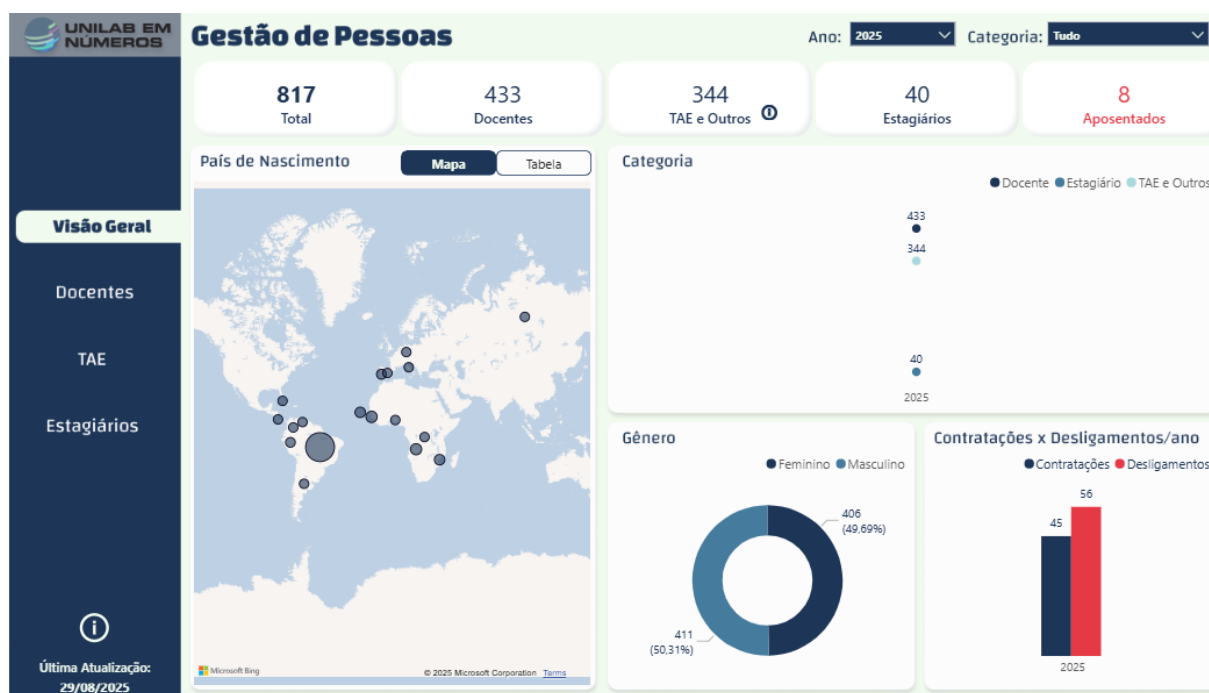 UNILAB EM
NÚMEROS
Gestão de Pessoas
Ano: 2025
Categoria: Tudo
817
Total
433
Docentes
344
TAE e Outros
40
Estagiários
8
Aposentados
Visão Geral
Docentes
TAE
Estagiários
Última Atualização:
29/08/2025
País de Nascimento
Mapa
Tabela
Microsoft Bing
© 2025 Microsoft Corporation Terms
Categoria
Docente Estagiário TAE e Outros
433
344
40
2025
Gênero
Feminino Masculino
406
(49,69%)
411
(50,31%)
Contratações x Desligamentos/ano
Contratações Desligamentos
56
45
2025